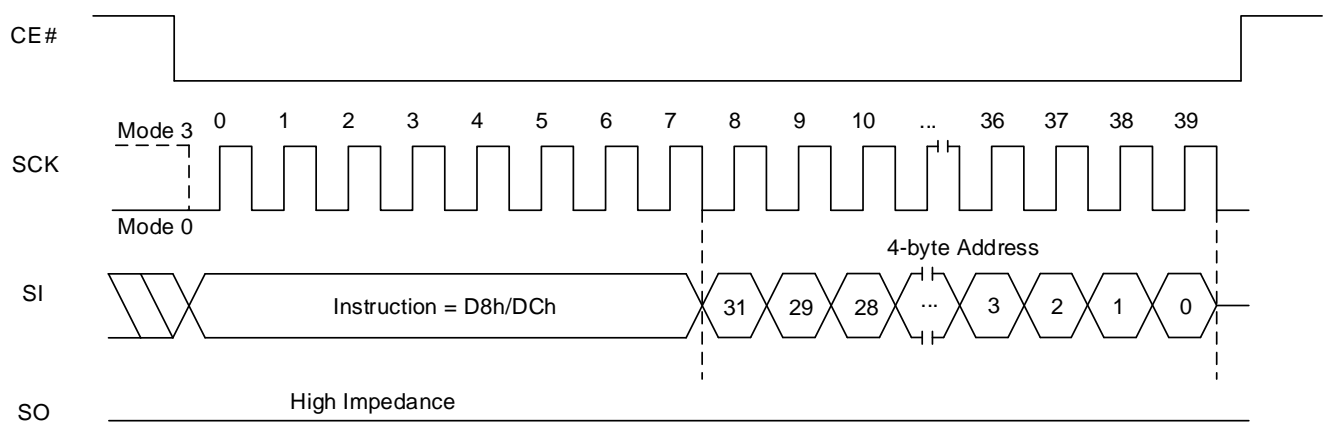 CE#
Mode 3 0 1 2 3 4 5 6 7 8 9 10 ... 36 37 38 39
SCK
Mode 0
4-byte Address
SI Instruction = D8h/DCh 31 29 28 ... 3 2 1 0
High Impedance
SO